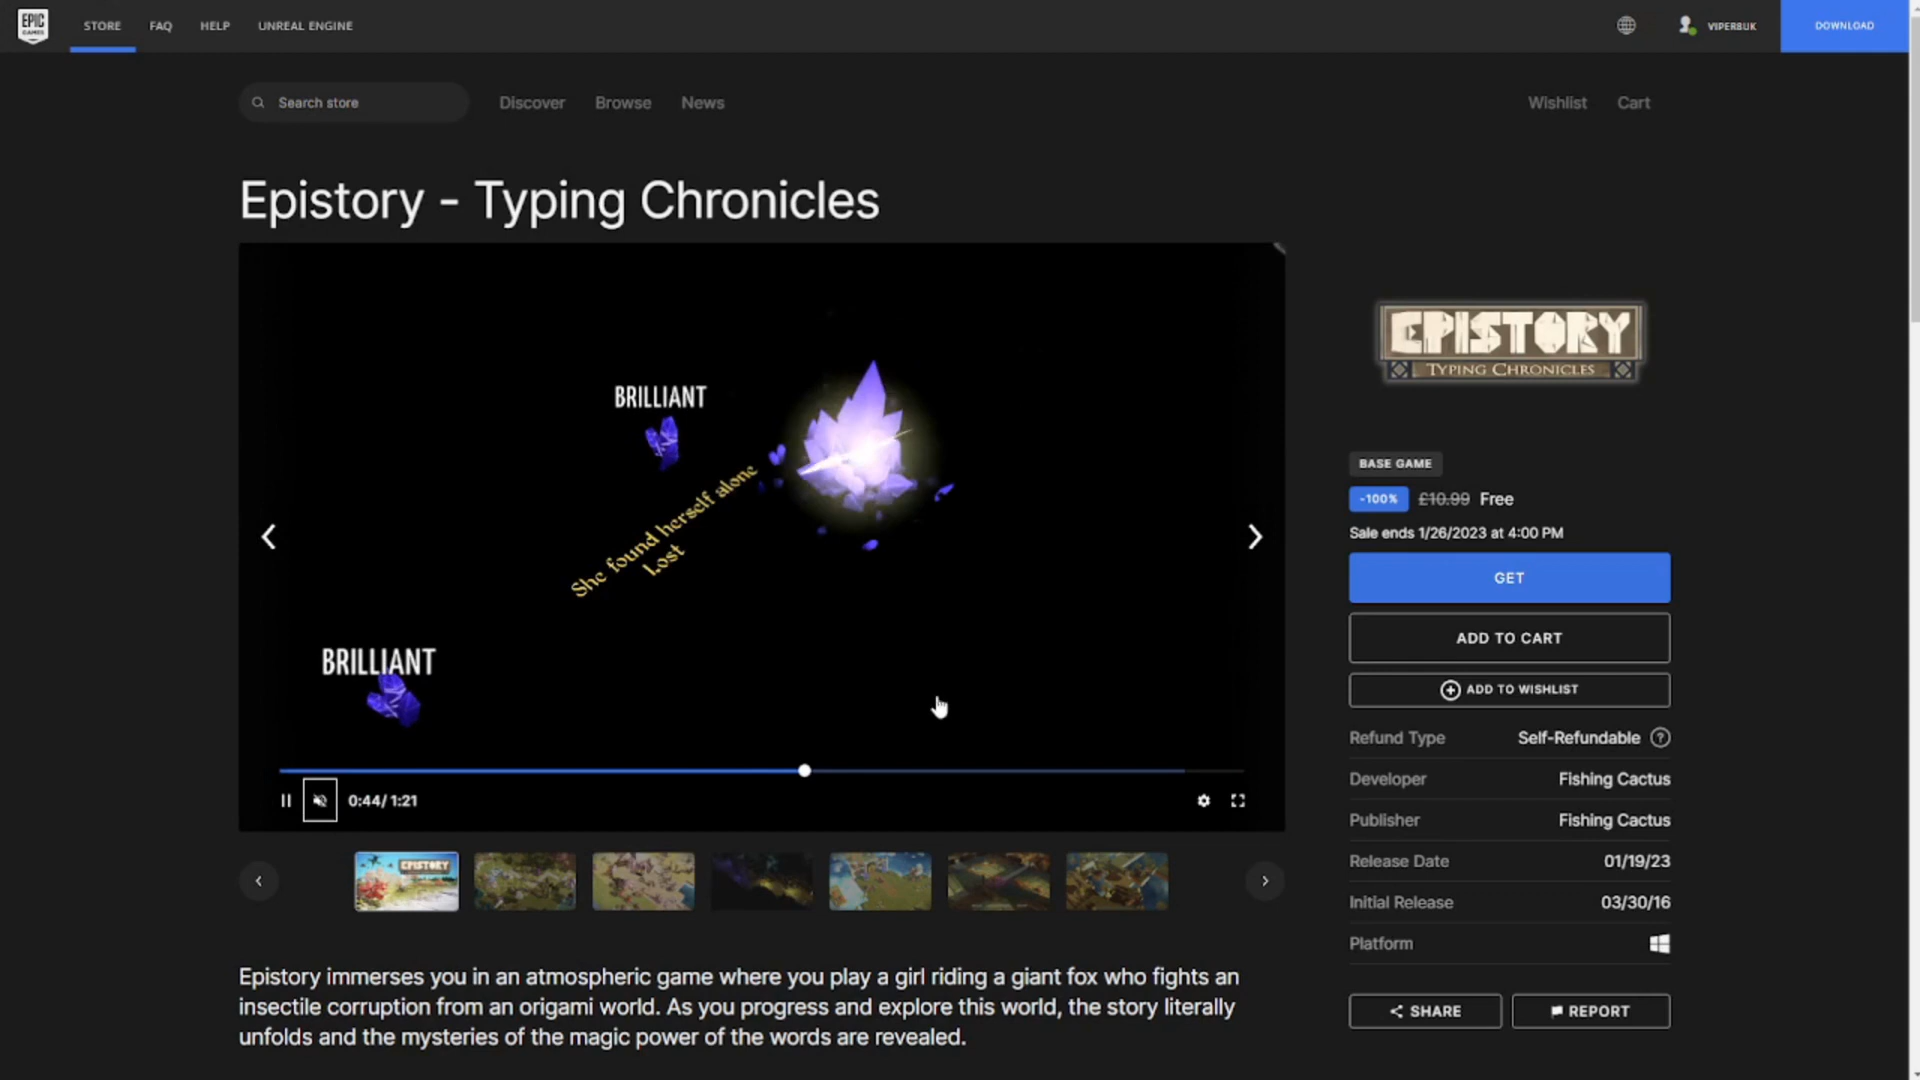 EPIC
GAMES
STORE
FAQ
HELP
UNREAL ENGINE
VIPER8UK
DOWNLOAD
Search store
Discover
Browse
News
Wishlist
Cart
Epistory - Typing Chronicles
BRILLIANT
She found herself alone
Lost
BRILLIANT
0:44/ 1:21
EPISTORY
EPISTORY
TYPING CHRONICLES
BASE GAME
-100% £10.99 Free
Sale ends 1/26/2023 at 4:00 PM
GET
ADD TO CART
ADD TO WISHLIST
Refund Type Self-Refundable ?
Developer Fishing Cactus
Publisher Fishing Cactus
Release Date 01/19/23
Initial Release 03/30/16
Platform
SHARE
REPORT
Epistory immerses you in an atmospheric game where you play a girl riding a giant fox who fights an
insectile corruption from an origami world. As you progress and explore this world, the story literally
unfolds and the mysteries of the magic power of the words are revealed.